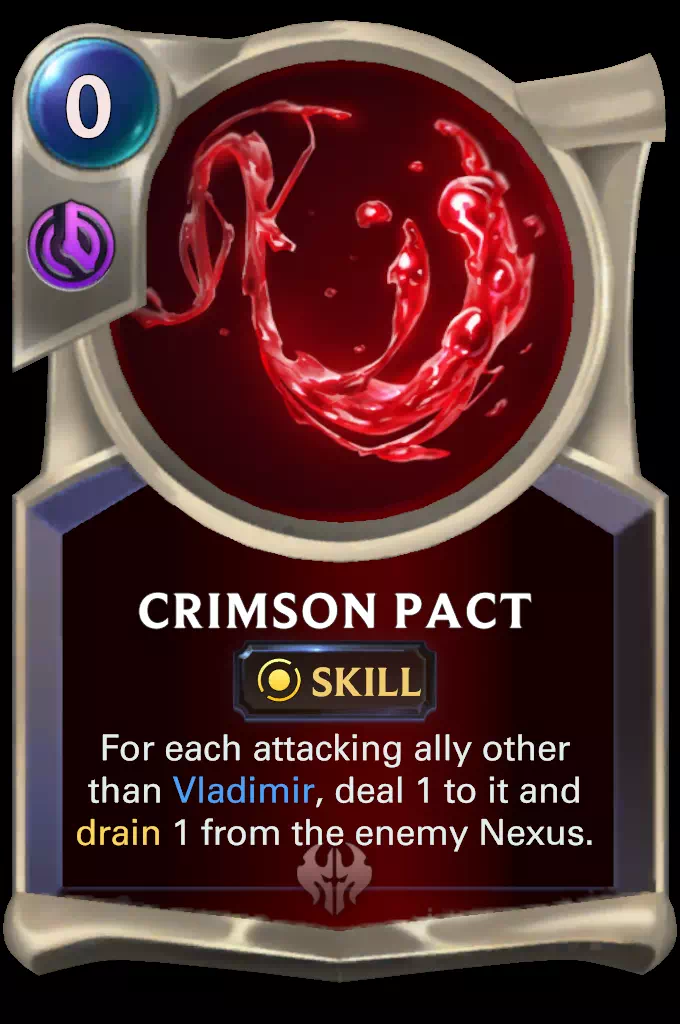 0
CRIMSON PACT
SKILL
For each attacking ally other
than Vladimir, deal 1 to it and
drain 1 from the enemy Nexus.